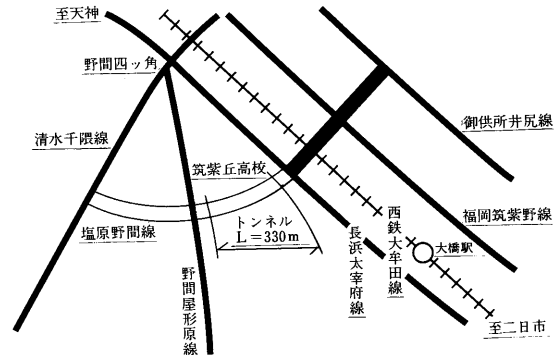 至天神
野間四ッ角
清水千隈線
筑紫丘高校
御供所井尻線
塩原野間線
トンネル
L=330m
福岡筑紫野線
西鉄大牟田線
長浜太宰府線
大橋駅
野間屋形原線
至二日市